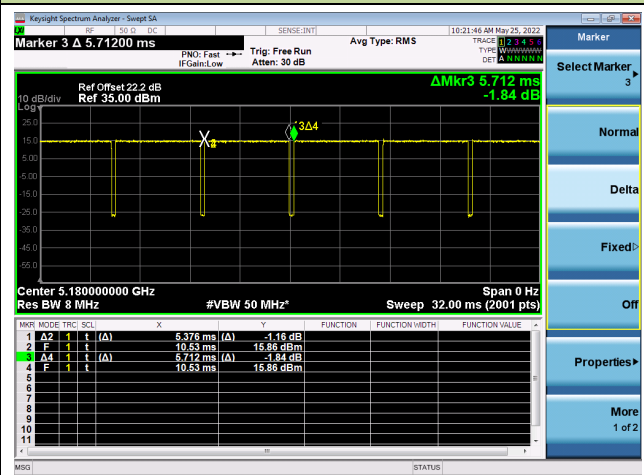 Keysight Spectrum Analyzer - Swept SA
RF 50 Ω DC SENSE:INT 10:21:46 AM May 25, 2022
Marker 3 Δ 5.71200 ms
Avg Type: RMS
TRACE 1 2 3 4 5 6
TYPE W
DET A N N N N N
PNO: Fast
IFGain:Low
Trig: Free Run
Atten: 30 dB
Ref Offset 22.2 dB
10 dB/div Ref 35.00 dBm
Log
ΔMkr3 5.712 ms
-1.84 dB
25.0
15.0
5.00
-5.00
-15.0
-25.0
-35.0
-45.0
-55.0
3Δ4
Center 5.180000000 GHz Span 0 Hz
Res BW 8 MHz #VBW 50 MHz* Sweep 32.00 ms (2001 pts)
MKR MODE TRC SCL X Y FUNCTION FUNCTION WIDTH FUNCTION VALUE
1 Δ2 1 t (Δ) 5.376 ms (Δ) -1.16 dB
2 F 1 t 10.53 ms 15.86 dBm
3 Δ4 1 t (Δ) 5.712 ms (Δ) -1.84 dB
4 F 1 t 10.53 ms 15.86 dBm
5
6
7
8
9
10
11
MSG STATUS
Marker
Select Marker
3
Normal
Delta
Fixed
Off
Properties
More
1 of 2